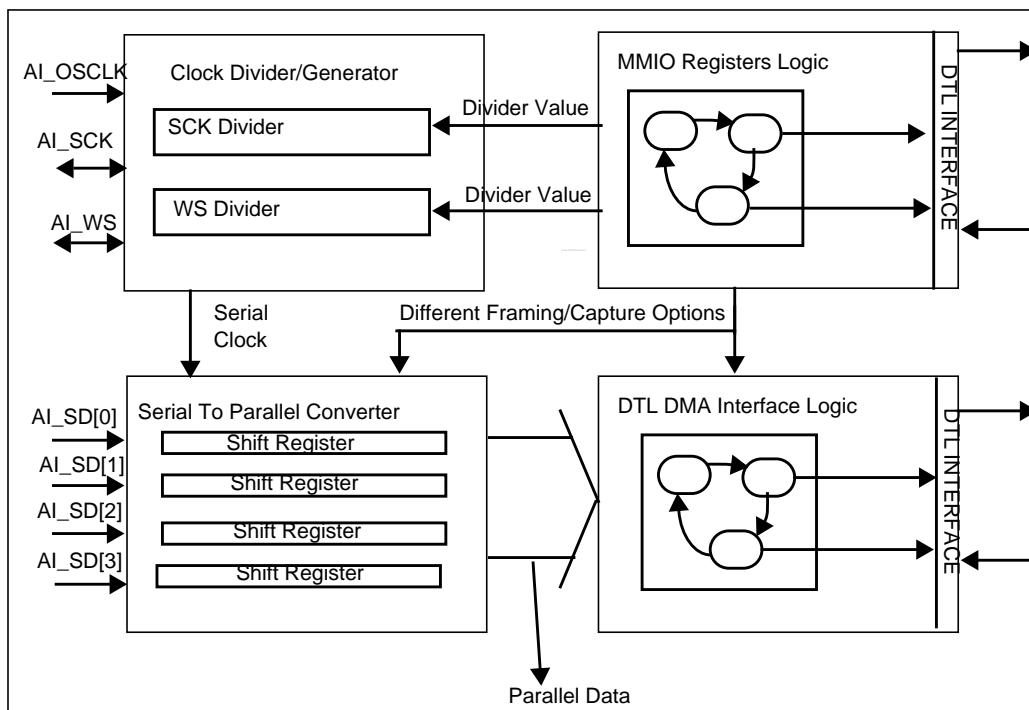 AI_OSCLK
Clock Divider/Generator
SCK Divider
AI_SCK
WS Divider
AI_WS
Divider Value
Divider Value
MMIO Registers Logic
DTL INTERFACE
Serial
Clock
Different Framing/Capture Options
AI_SD[0]
AI_SD[1]
AI_SD[2]
AI_SD[3]
Serial To Parallel Converter
Shift Register
Shift Register
Shift Register
Shift Register
DTL DMA Interface Logic
DTL INTERFACE
Parallel Data